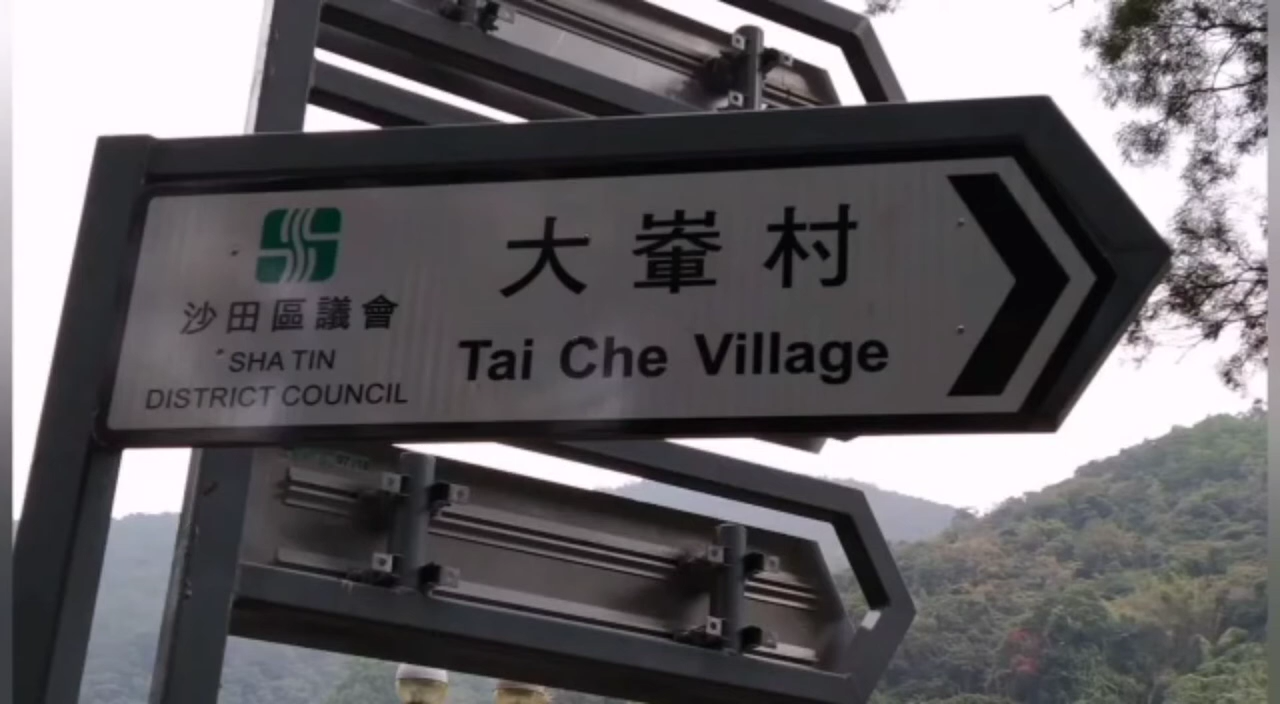 沙田區議會
SHA TIN
DISTRICT COUNCIL
大輋村
Tai Che Village